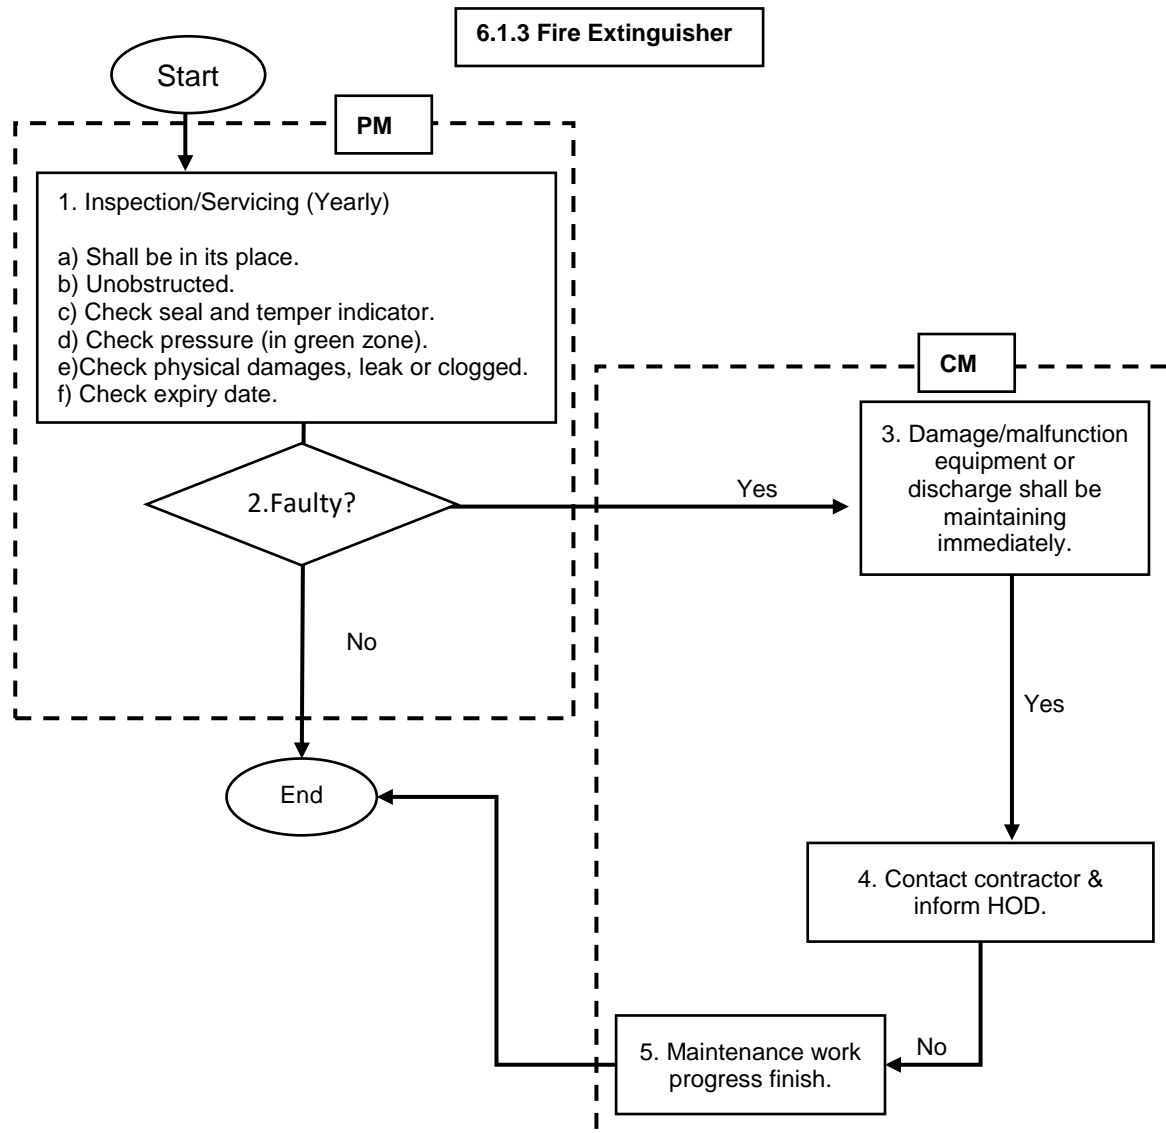 6.1.3 Fire Extinguisher
Start
PM
1. Inspection/Servicing (Yearly)
a) Shall be in its place.
b) Unobstructed.
c) Check seal and temper indicator.
d) Check pressure (in green zone).
e)Check physical damages, leak or clogged.
f) Check expiry date.
2.Faulty?
Yes
No
CM
3. Damage/malfunction
equipment or
discharge shall be
maintaining
immediately.
Yes
4. Contact contractor &
inform HOD.
No
5. Maintenance work
progress finish.
End